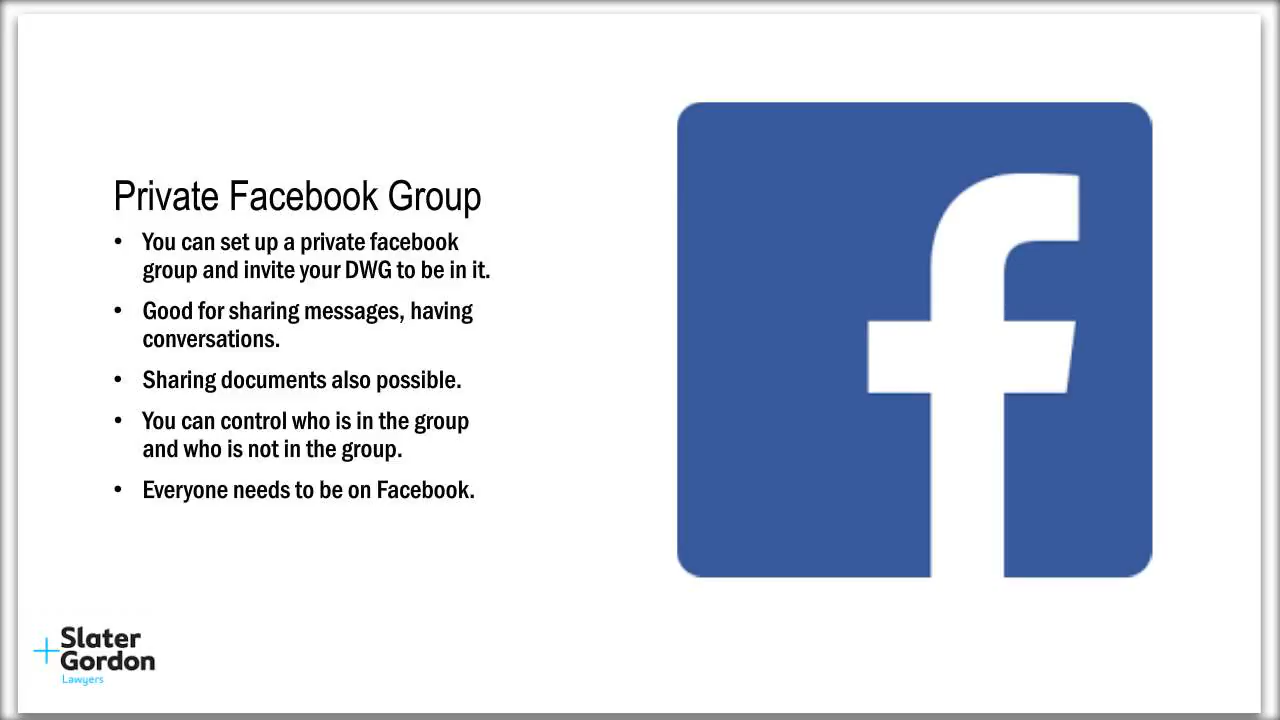 Private Facebook Group
• You can set up a private facebook
group and invite your DWG to be in it.
• Good for sharing messages, having
conversations.
• Sharing documents also possible.
• You can control who is in the group
and who is not in the group.
• Everyone needs to be on Facebook.
f
Slater
Gordon
Lawyers